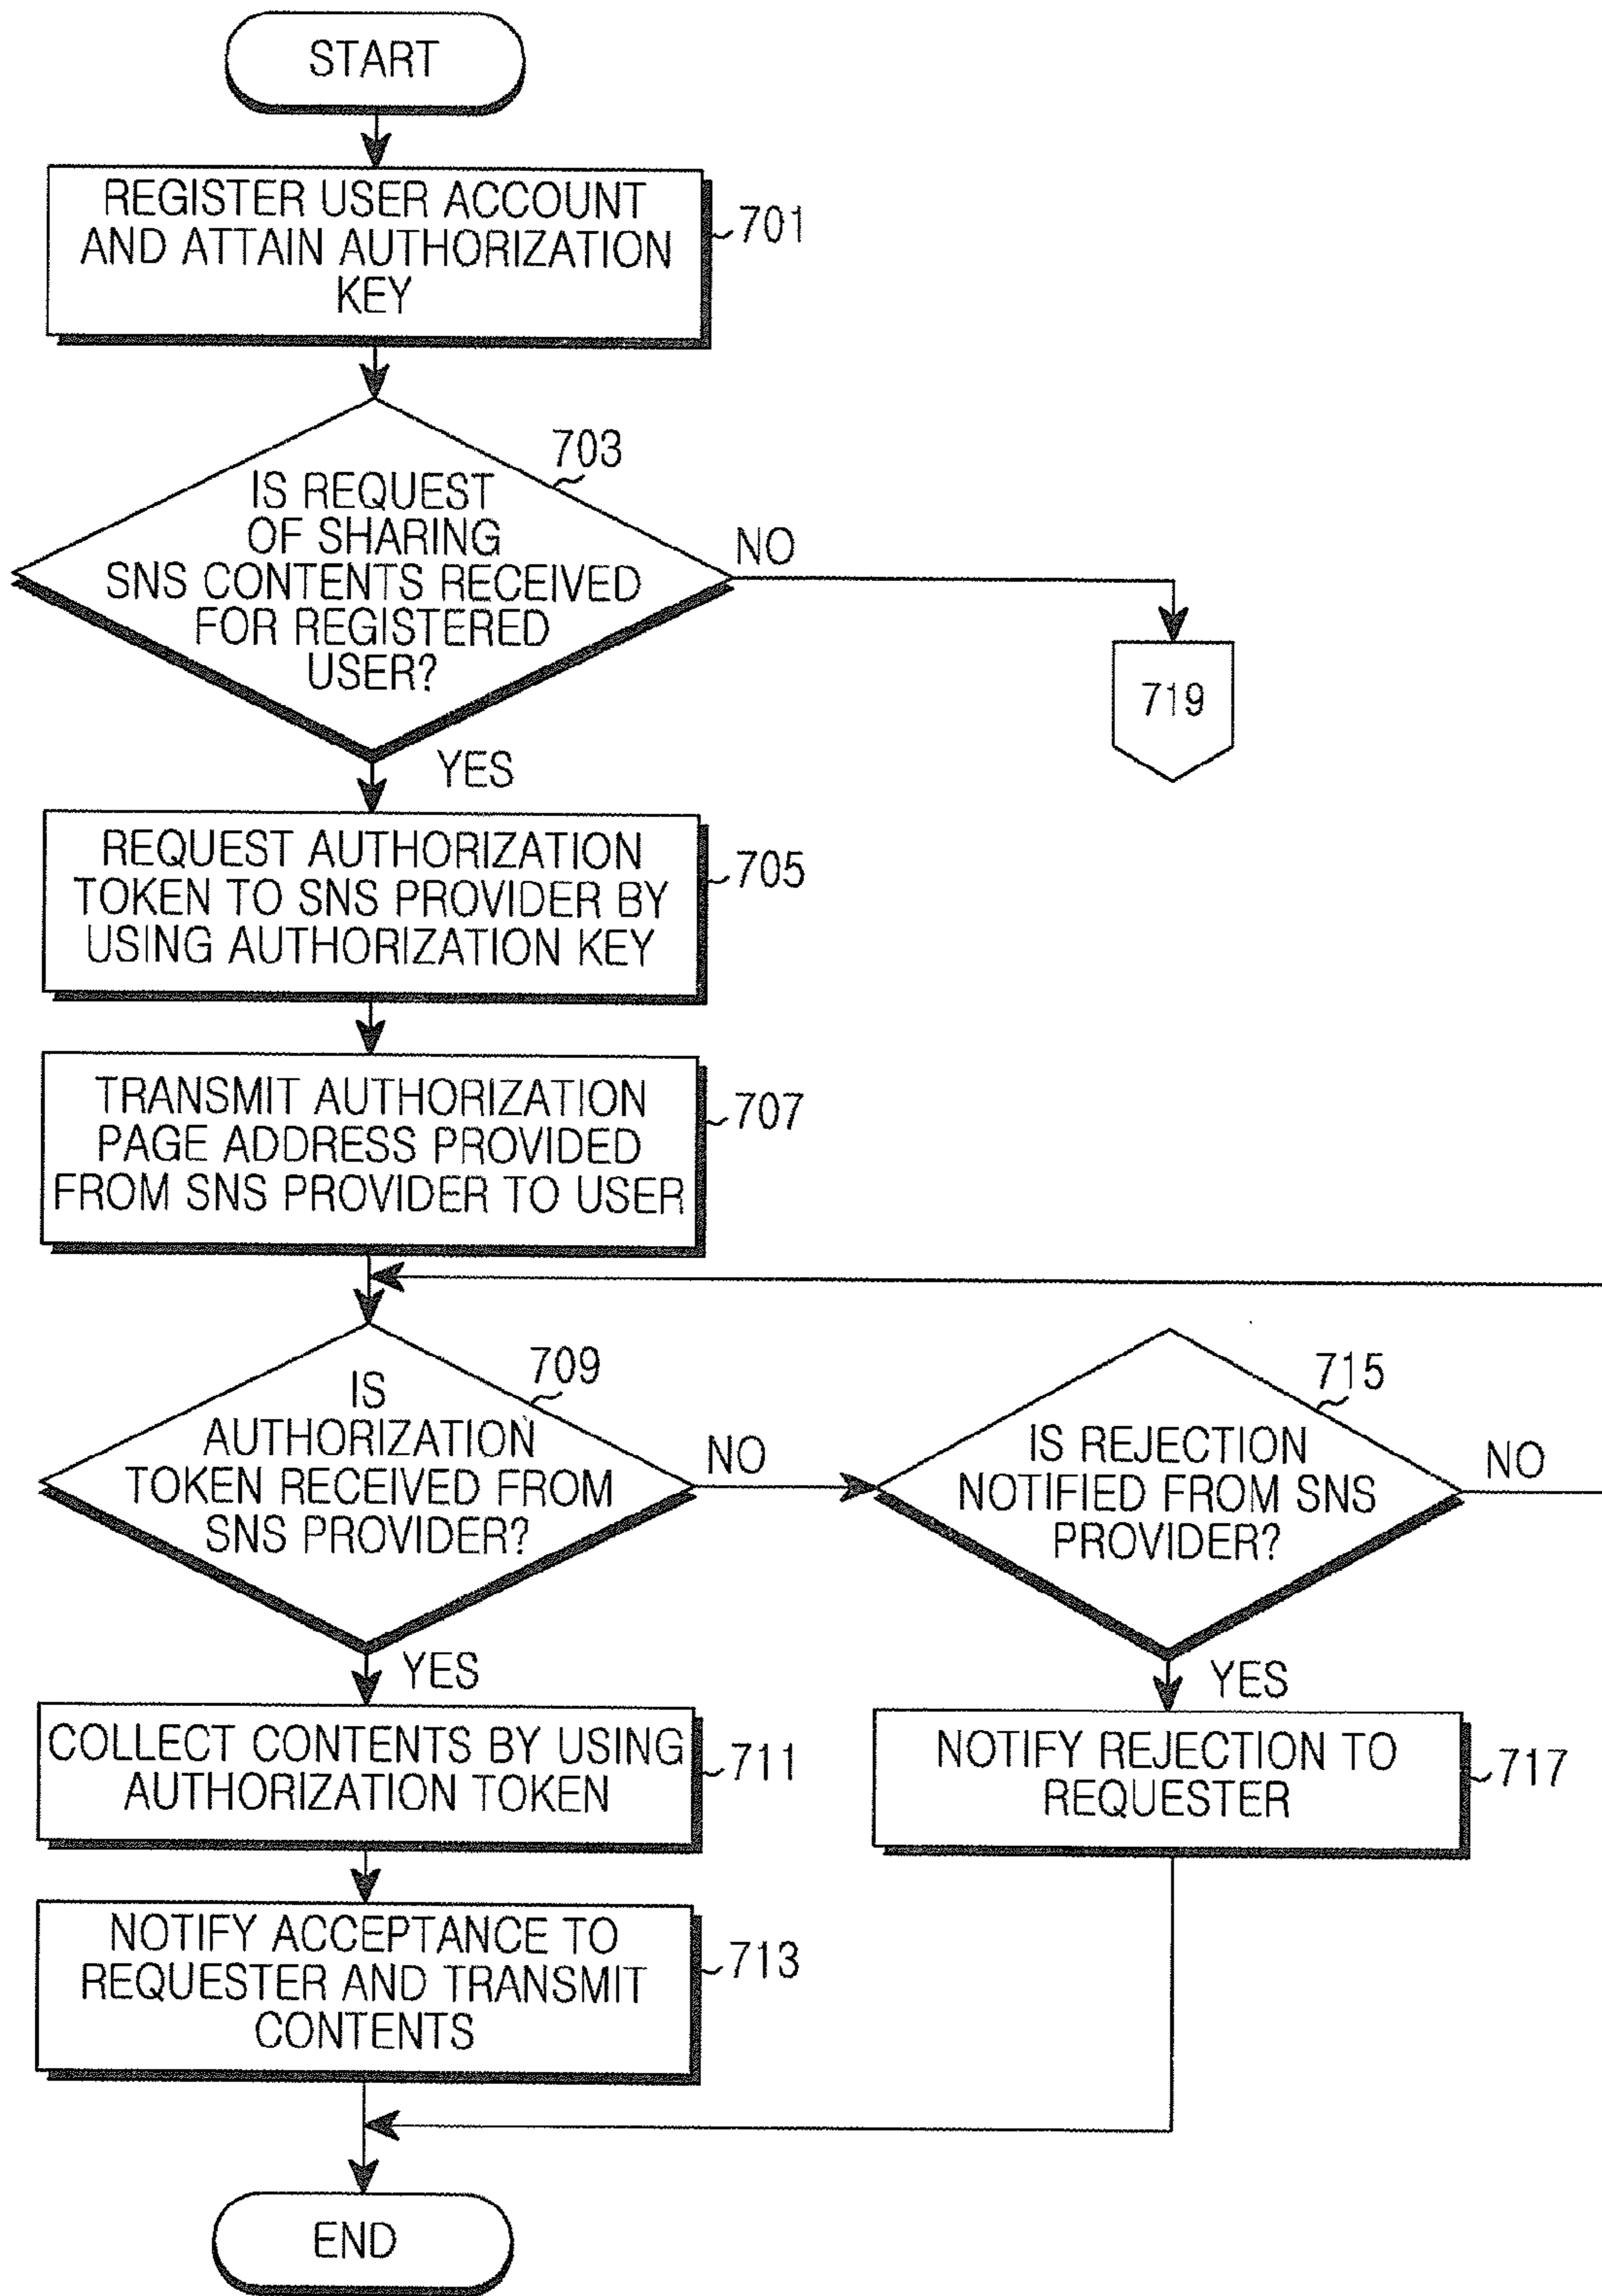 START
REGISTER USER ACCOUNT
AND ATTAIN AUTHORIZATION
KEY
701
703
IS REQUEST
OF SHARING
SNS CONTENTS RECEIVED
FOR REGISTERED
USER?
NO
719
YES
REQUEST AUTHORIZATION
TOKEN TO SNS PROVIDER BY
USING AUTHORIZATION KEY
705
TRANSMIT AUTHORIZATION
PAGE ADDRESS PROVIDED
FROM SNS PROVIDER TO USER
707
709
IS
AUTHORIZATION
TOKEN RECEIVED FROM
SNS PROVIDER?
NO
715
IS REJECTION
NOTIFIED FROM SNS
PROVIDER?
NO
YES
COLLECT CONTENTS BY USING
AUTHORIZATION TOKEN
711
YES
NOTIFY REJECTION TO
REQUESTER
717
NOTIFY ACCEPTANCE TO
REQUESTER AND TRANSMIT
CONTENTS
713
END